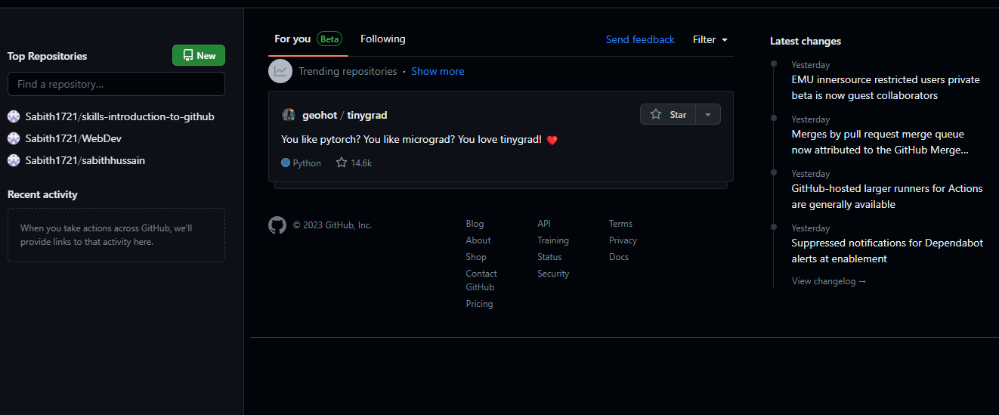 Top Repositories
New
Find a repository...
Sabith1721/skills-introduction-to-github
Sabith1721/WebDev
Sabith1721/sabithhussain
Recent activity
When you take actions across GitHub, we'll
provide links to that activity here.
For you Beta Following
Send feedback Filter
Trending repositories · Show more
geohot / tinygrad
Star
You like pytorch? You like micrograd? You love tinygrad! ❤️
Python 14.6k
© 2023 GitHub, Inc.
Blog
About
Shop
Contact
GitHub
Pricing
API
Training
Status
Security
Terms
Privacy
Docs
Latest changes
Yesterday
EMU innersource restricted users private
beta is now guest collaborators
Yesterday
Merges by pull request merge queue
now attributed to the GitHub Merge...
Yesterday
GitHub-hosted larger runners for Actions
are generally available
Yesterday
Suppressed notifications for Dependabot
alerts at enablement
View changelog →